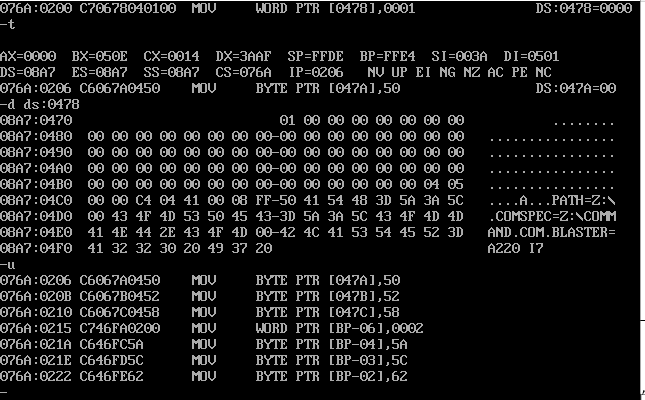 076A:0200 C70678040100 MOV WORD PTR [0478],0001 DS:0478=0000
-t
AX=0000 BX=050E CX=0014 DX=3AAF SP=FFDE BP=FFE4 SI=003A DI=0501
DS=08A7 ES=08A7 SS=08A7 CS=076A IP=0206 NV UP EI NG NZ AC PE NC
076A:0206 C6067A0450 MOV BYTE PTR [047A],50 DS:047A=00
-d ds:0478
08A7:0470 01 00 00 00 00 00 00 00 ........
08A7:0480 00 00 00 00 00 00 00 00-00 00 00 00 00 00 00 00 ................
08A7:0490 00 00 00 00 00 00 00 00-00 00 00 00 00 00 00 00 ................
08A7:04A0 00 00 00 00 00 00 00 00-00 00 00 00 00 00 00 00 ................
08A7:04B0 00 00 00 00 00 00 00 00-00 00 00 00 00 00 04 05 ................
08A7:04C0 00 00 C4 04 41 00 08 FF-50 41 54 48 3D 5A 3A 5C ....A...PATH=Z:\
08A7:04D0 00 43 4F 4D 53 50 45 43-3D 5A 3A 5C 43 4F 4D 4D .COMSPEC=Z:\COMM
08A7:04E0 41 4E 44 2E 43 4F 4D 00-42 4C 41 53 54 45 52 3D AND.COM.BLASTER=
08A7:04F0 41 32 32 30 20 49 37 20 A220 I7
-u
076A:0206 C6067A0450 MOV BYTE PTR [047A],50
076A:020B C6067B0452 MOV BYTE PTR [047B],52
076A:0210 C6067C0458 MOV BYTE PTR [047C],58
076A:0215 C746FA0200 MOV WORD PTR [BP-06],0002
076A:021A C646FC5A MOV BYTE PTR [BP-04],5A
076A:021E C646FD5C MOV BYTE PTR [BP-03],5C
076A:0222 C646FE62 MOV BYTE PTR [BP-02],62
-